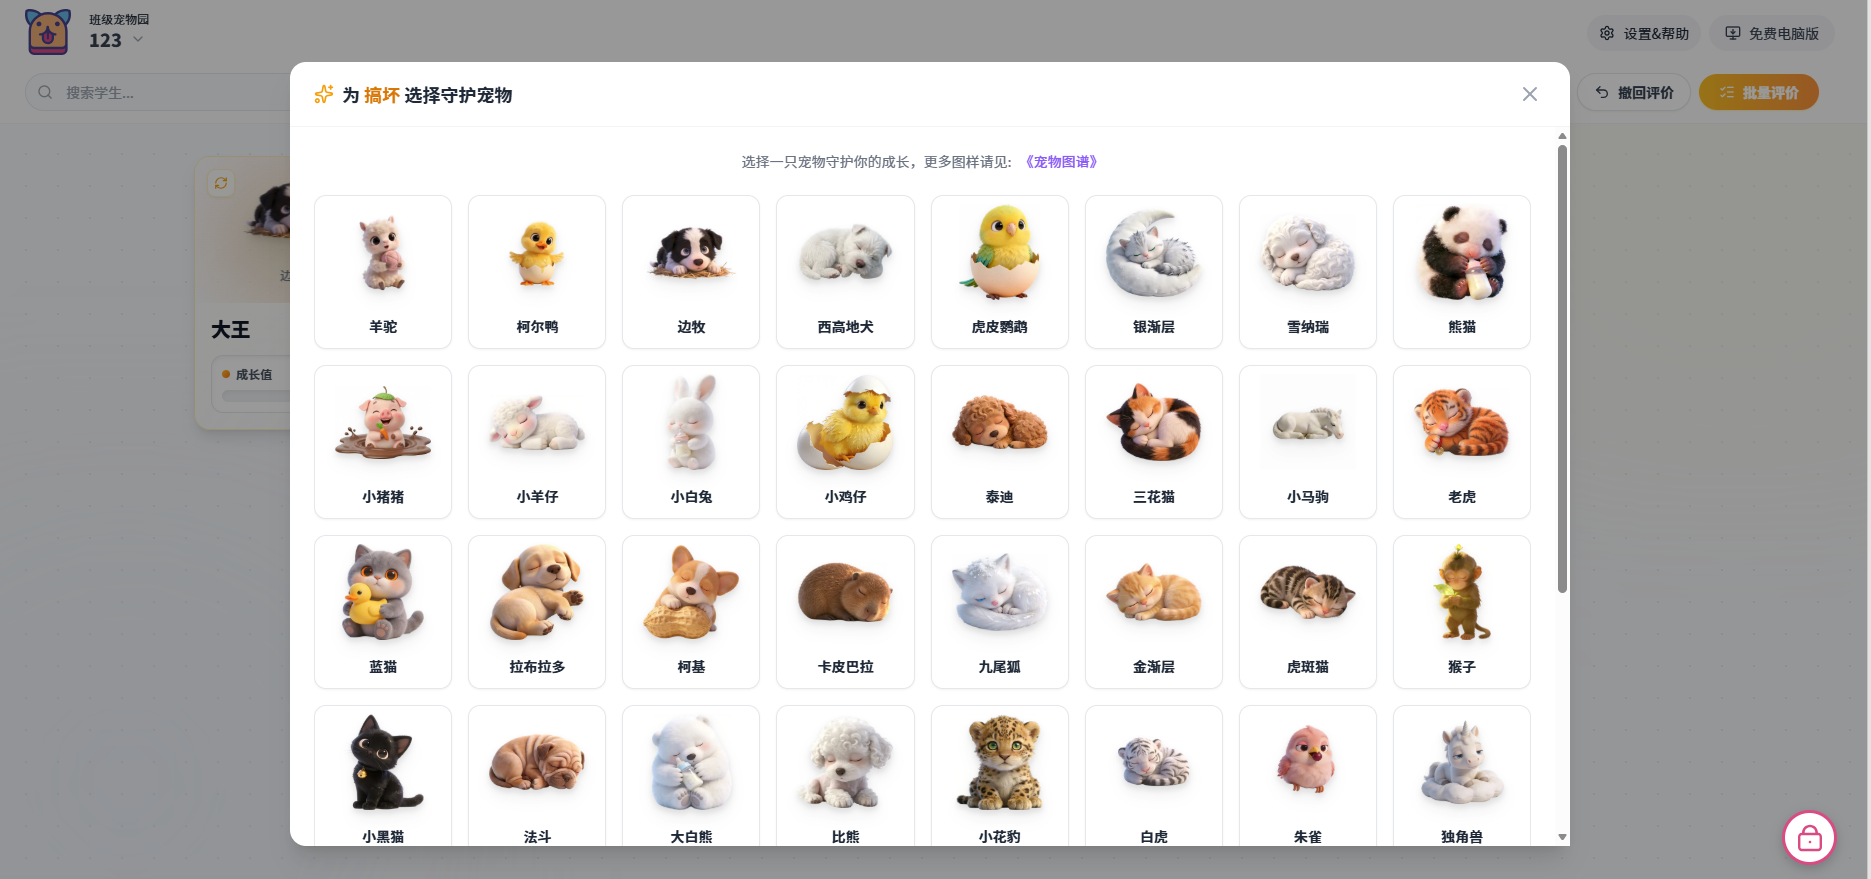 班级宠物园
123
设置&帮助
免费电脑版
搜索学生...
撤回评价
批量评价
为 搞坏 选择守护宠物
选择一只宠物守护你的成长，更多图样请见：《宠物图谱》
边
大王
成长值
羊驼
柯尔鸭
边牧
西高地犬
虎皮鹦鹉
银渐层
雪纳瑞
熊猫
小猪猪
小羊仔
小白兔
小鸡仔
泰迪
三花猫
小马驹
老虎
蓝猫
拉布拉多
柯基
卡皮巴拉
九尾狐
金渐层
虎斑猫
猴子
小黑猫
法斗
大白熊
比熊
小花豹
白虎
朱雀
独角兽